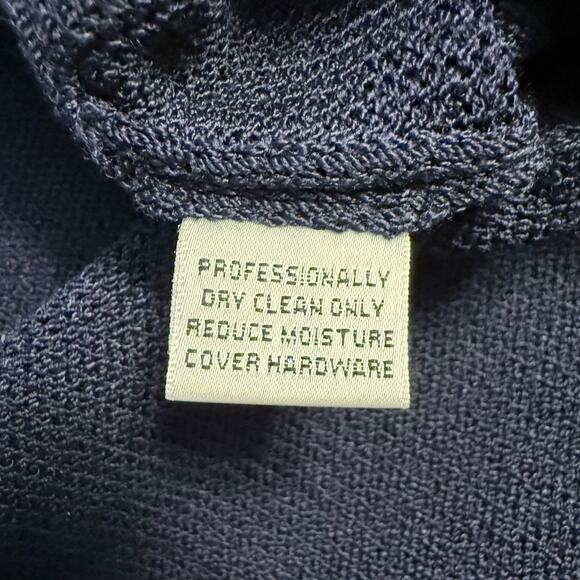 PROFESSIONALLY
DRY CLEAN ONLY
REDUCE MOISTURE
COVER HARDWARE